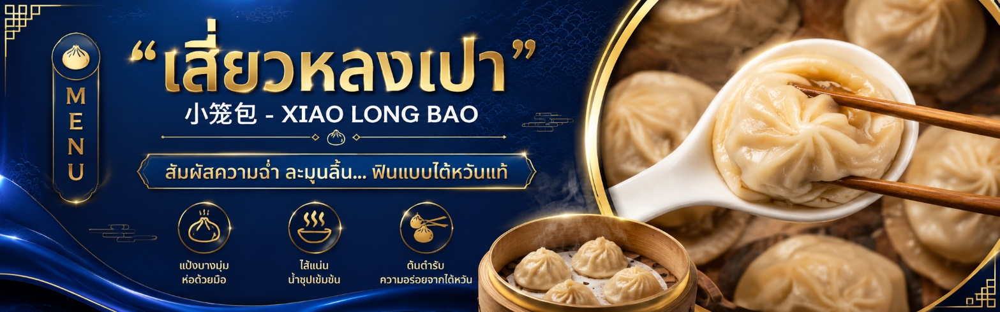 MENU
“เสี่ยวหลงเปา”
小笼包 - XIAO LONG BAO
สัมผัสความฉ่ำ ละมุนลิ้น... ฟินแบบไต้หวันแท้
แป้งบางนุ่ม
ห่อด้วยมือ
ไส้แน่น
น้ำซุปเข้มข้น
ต้นตำรับ
ความอร่อยจากไต้หวัน